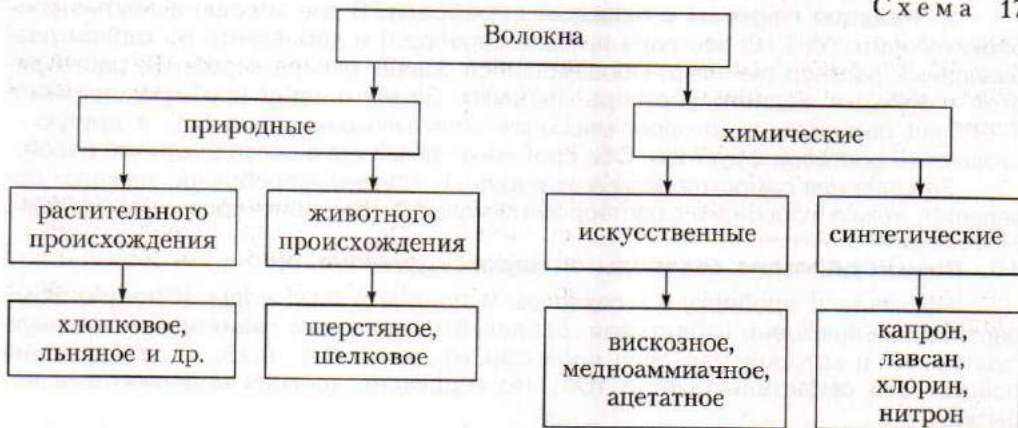 Схема 17
Волокна
природные
химические
растительного
происхождения
животного
происхождения
искусственные
синтетические
хлопковое,
льняное и др.
шерстяное,
шелковое
вискозное,
медноаммиачное,
ацетатное
капрон,
лавсан,
хлорин,
нитрон